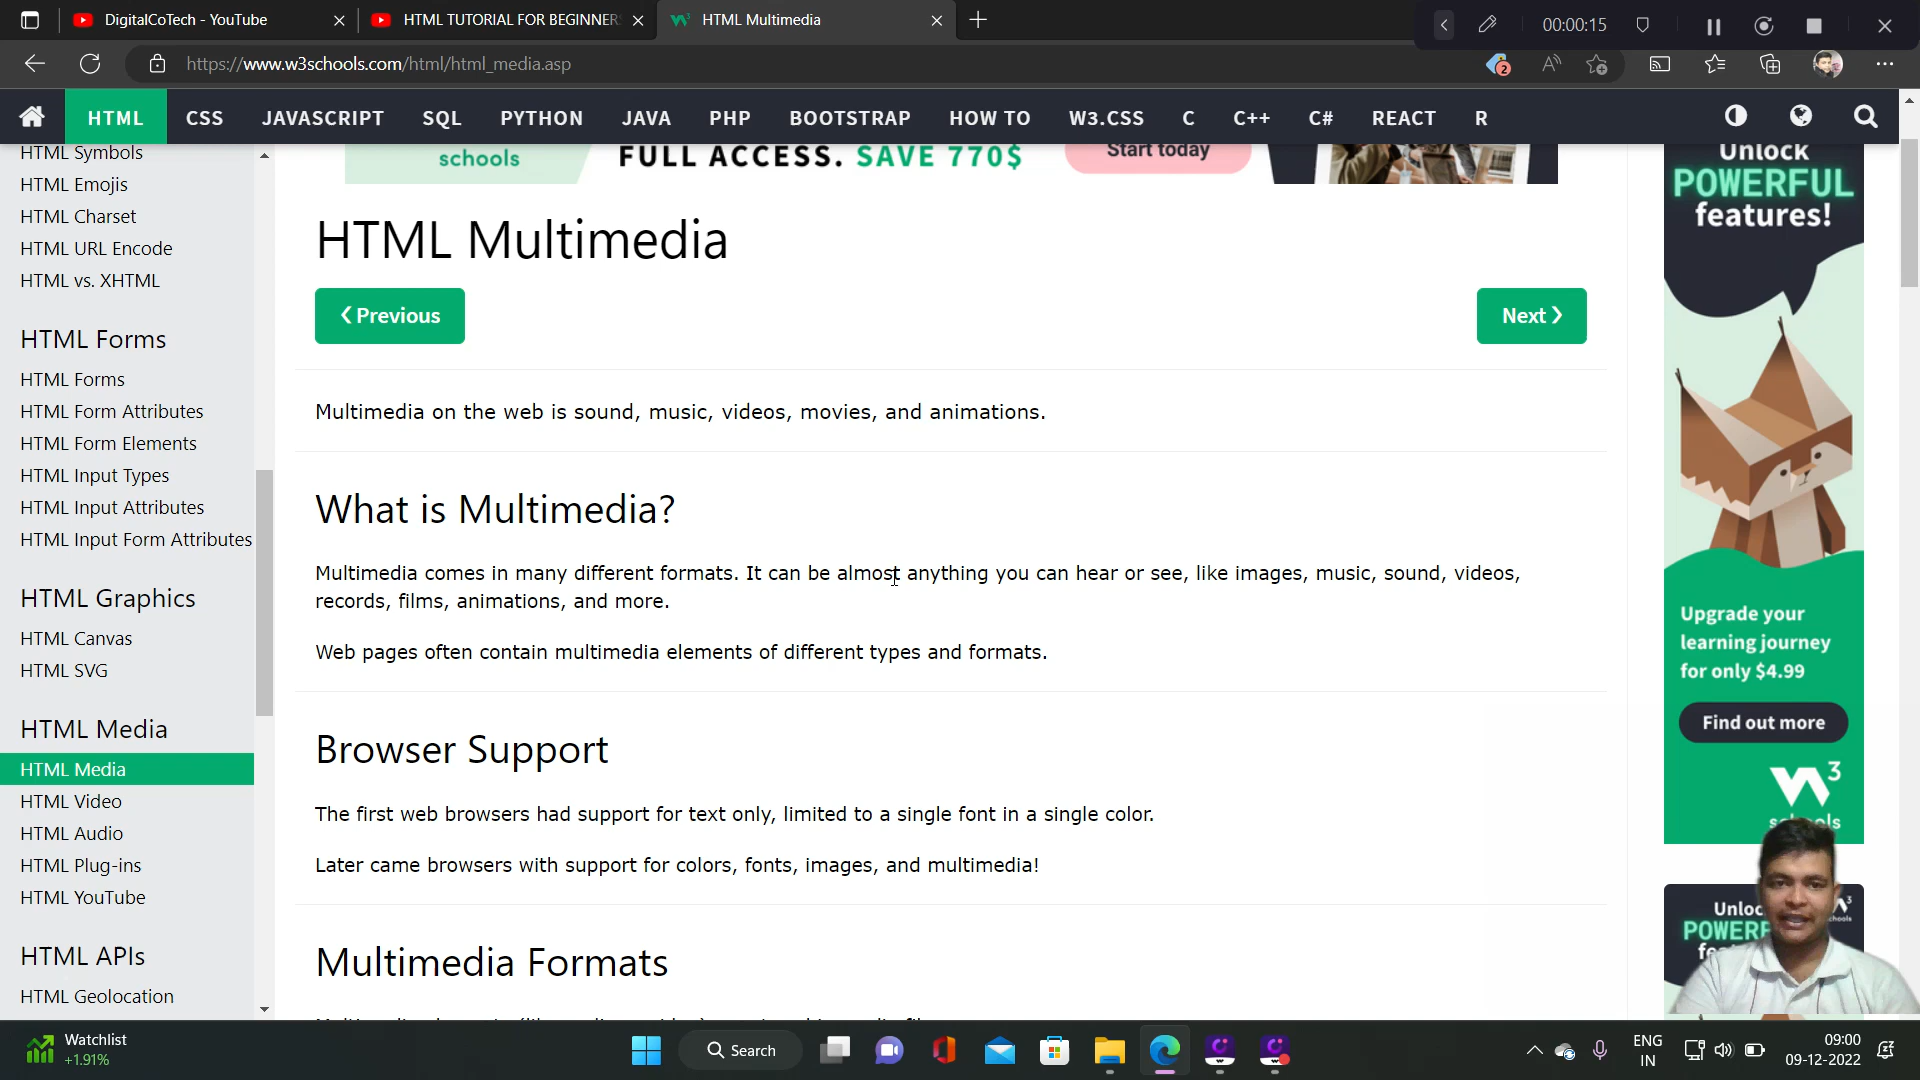 DigitalCoTech - YouTube
HTML TUTORIAL FOR BEGINNERS
HTML Multimedia
00:00:15
https://www.w3schools.com/html/html_media.asp
2
HTML
CSS
JAVASCRIPT
SQL
PYTHON
JAVA
PHP
BOOTSTRAP
HOW TO
W3.CSS
C
C++
C#
REACT
R
HTML Symbols
HTML Emojis
HTML Charset
HTML URL Encode
HTML vs. XHTML
HTML Forms
HTML Forms
HTML Form Attributes
HTML Form Elements
HTML Input Types
HTML Input Attributes
HTML Input Form Attributes
HTML Graphics
HTML Canvas
HTML SVG
HTML Media
HTML Media
HTML Video
HTML Audio
HTML Plug-ins
HTML YouTube
HTML APIs
HTML Geolocation
schools
FULL ACCESS. SAVE 770$
Start today
HTML Multimedia
❮ Previous
Next ❯
Multimedia on the web is sound, music, videos, movies, and animations.
What is Multimedia?
Multimedia comes in many different formats. It can be almost anything you can hear or see, like images, music, sound, videos,
records, films, animations, and more.
Web pages often contain multimedia elements of different types and formats.
Browser Support
The first web browsers had support for text only, limited to a single font in a single color.
Later came browsers with support for colors, fonts, images, and multimedia!
Multimedia Formats
Unlock
POWERFUL
features!
Upgrade your
learning journey
for only $4.99
Find out more
W3
schools
Watchlist
+1.91%
Search
ENG
IN
09:00
09-12-2022